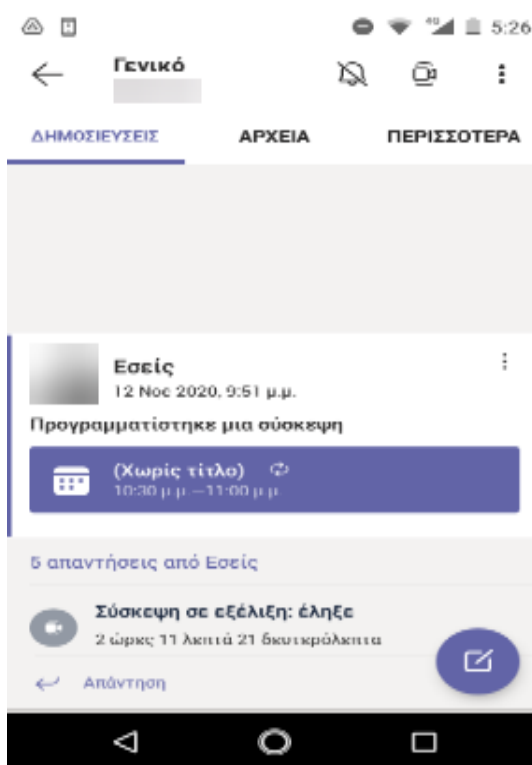 4G 5:26
Γενικό
ΔΗΜΟΣΙΕΥΣΕΙΣ ΑΡΧΕΙΑ ΠΕΡΙΣΣΟΤΕΡΑ
Εσείς
12 Νοε 2020, 9:51 μ.μ.
Προγραμματίστηκε μια σύσκεψη
(Χωρίς τίτλο)
10:30 μ.μ.—11:00 μ.μ.
5 απαντήσεις από Εσείς
Σύσκεψη σε εξέλιξη: έληξε
2 ώρες 11 λεπτά 21 δευτερόλεπτα
Απάντηση